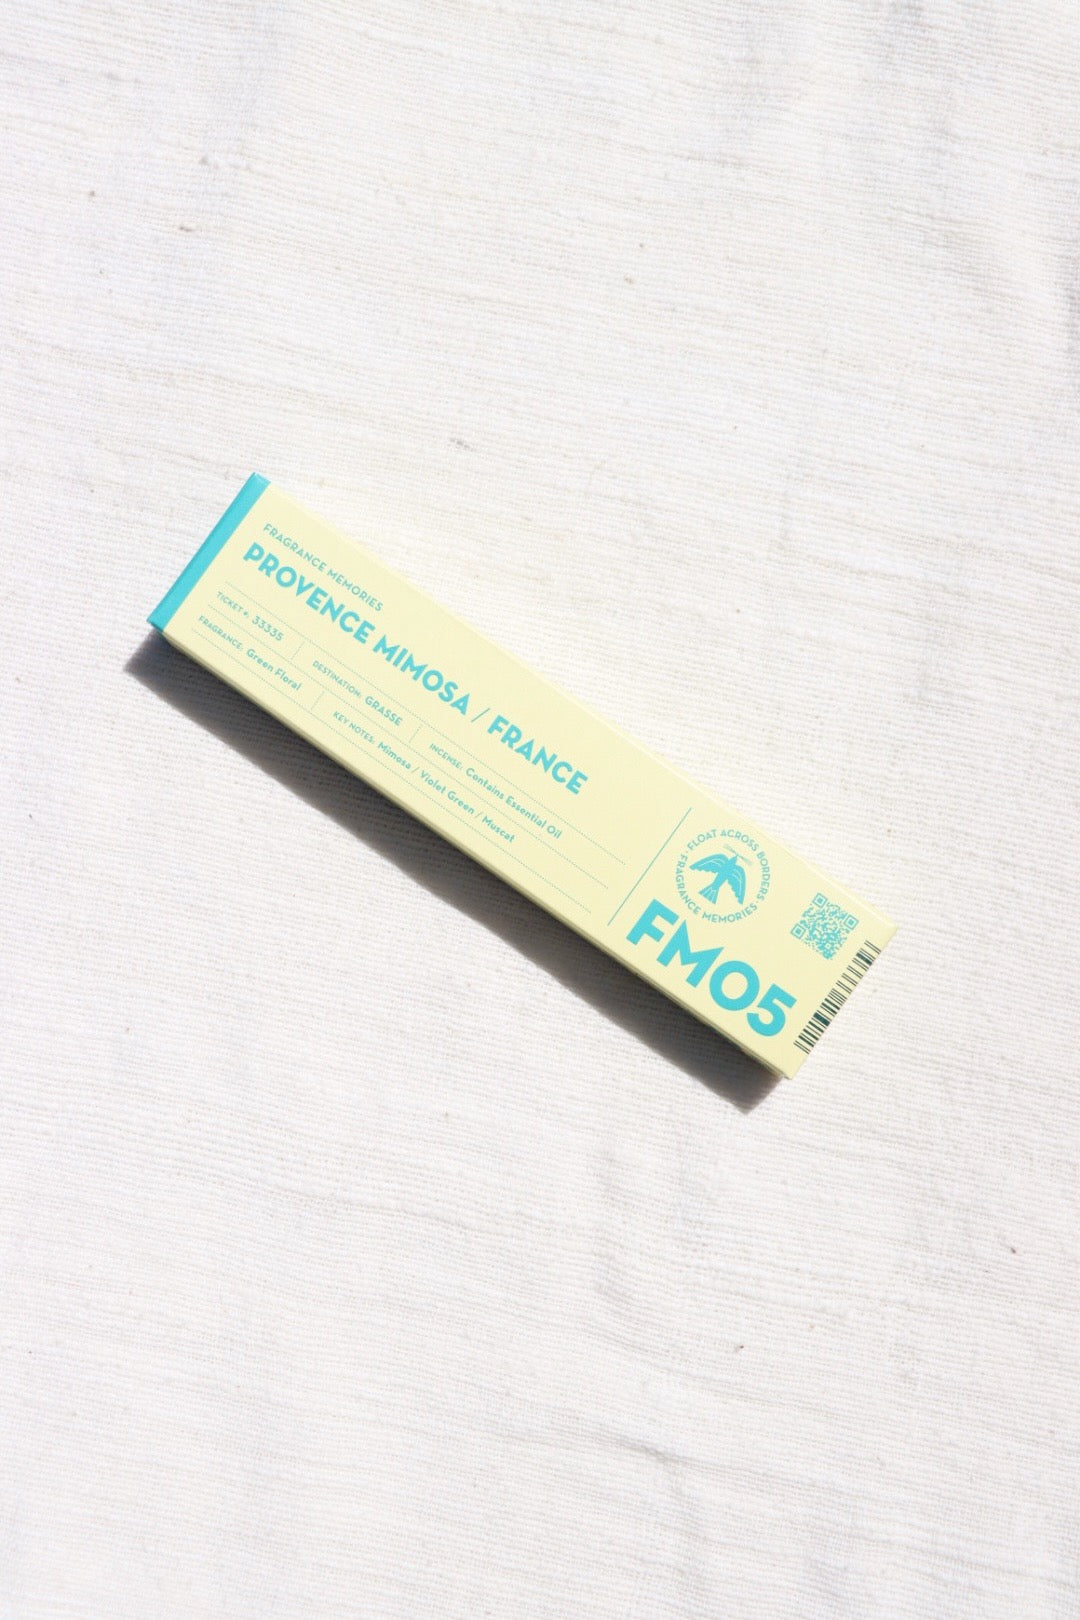 FRAGRANCE MEMORIES
PROVENCE MIMOSA / FRANCE
TICKET #: 33335
DESTINATION: GRASSE
INCENSE: Contains Essential Oil
FRAGRANCE: Green Floral
KEY NOTES: Mimosa / Violet Green / Muscat
· FLOAT ACROSS BORDERS ·
FRAGRANCE MEMORIES
FM05